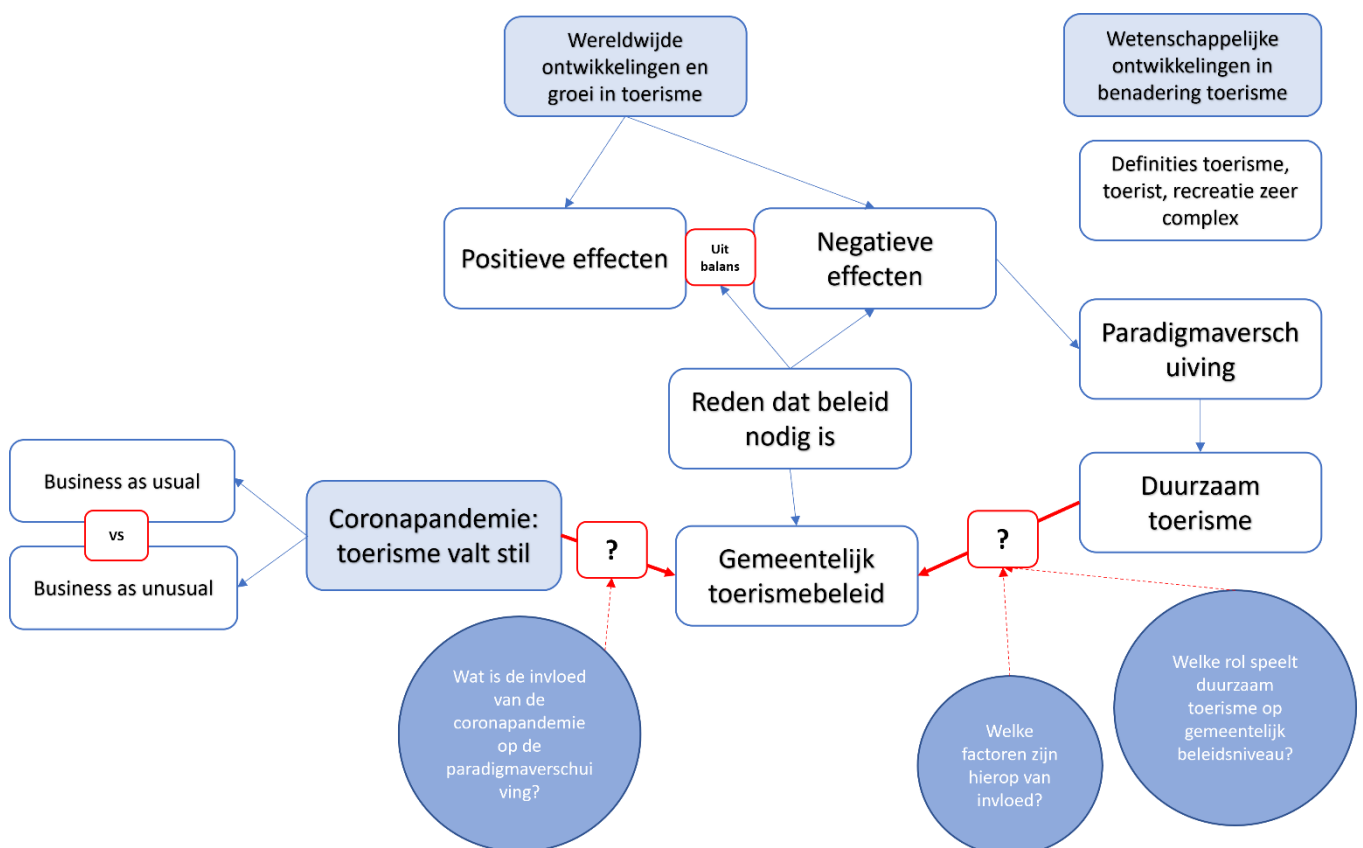 Wereldwijde
ontwikkelingen en
groei in toerisme
Wetenschappelijke
ontwikkelingen in
benadering toerisme
Definities toerisme,
toerist, recreatie zeer
complex
Positieve effecten
Uit
balans
Negatieve
effecten
Paradigmaversch
uiving
Reden dat beleid
nodig is
Business as usual
vs
Business as unusual
Coronapandemie:
toerisme valt stil
?
Gemeentelijk
toerismebeleid
?
Duurzaam
toerisme
Wat is de invloed
van de
coronapandemie
op de
paradigmaverschui
ving?
Welke
factoren zijn
hierop van
invloed?
Welke rol speelt
duurzaam
toerisme op
gemeentelijk
beleidsniveau?